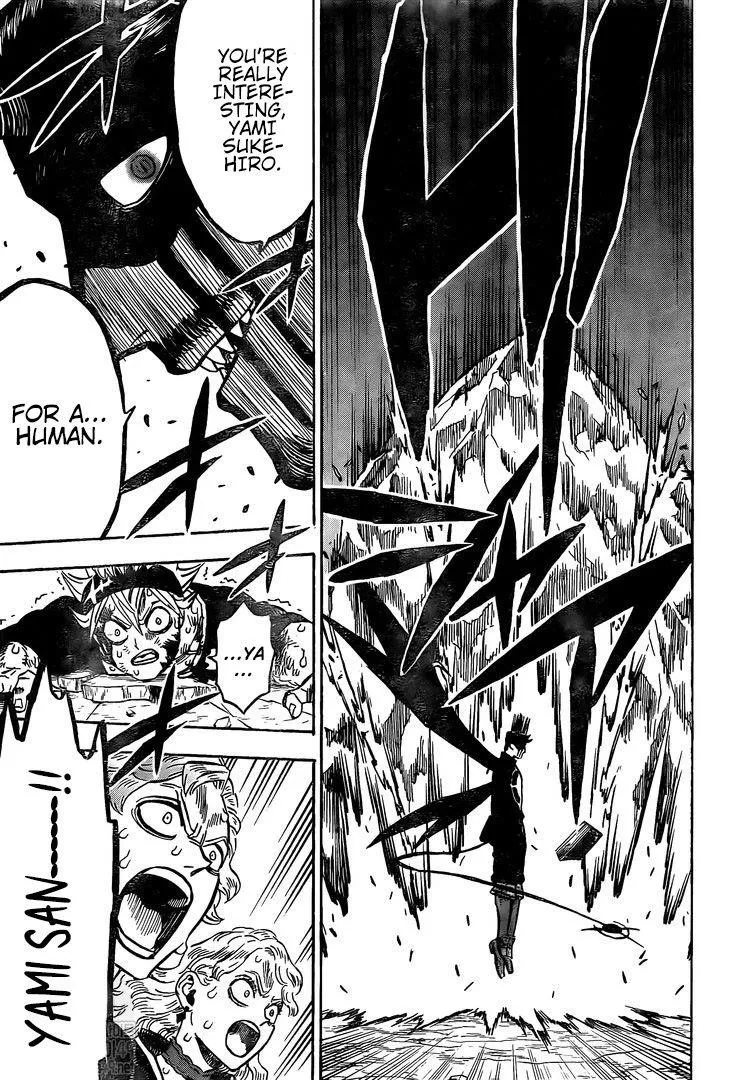 YOU'RE
REALLY
INTERE-
STING,
YAMI
SUKE-
HIRO.
FOR A...
HUMAN.
...YA
...
YAMI SAN———!!